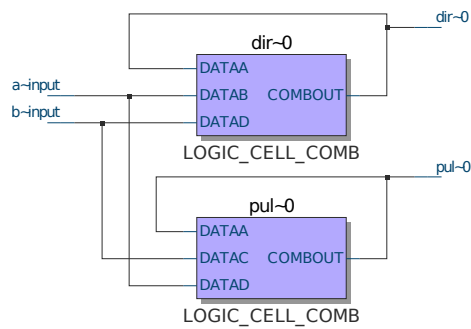 dir~0
dir~0
DATAA
a~input
DATAB COMBOUT
b~input
DATAD
LOGIC_CELL_COMB
pul~0
pul~0
DATAA
DATAC COMBOUT
DATAD
LOGIC_CELL_COMB